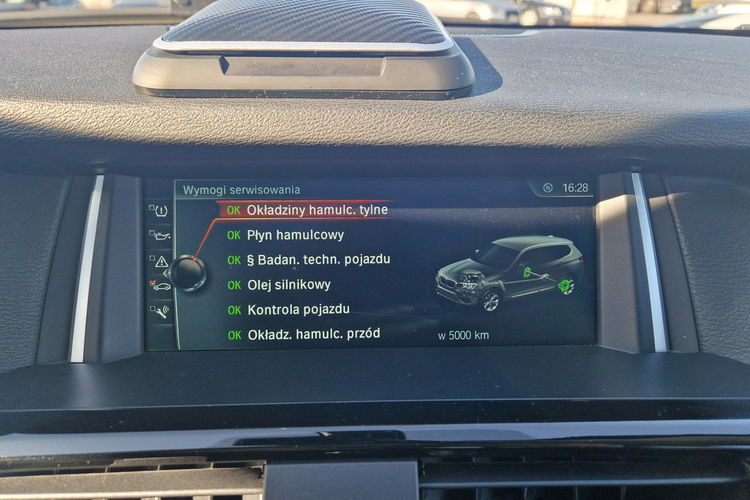 Wymogi serwisowania 16:28
OK Okładziny hamulc. tylne
OK Płyn hamulcowy
OK § Badan. techn. pojazdu
OK Olej silnikowy
OK Kontrola pojazdu
OK Okładz. hamulc. przód
w 5000 km